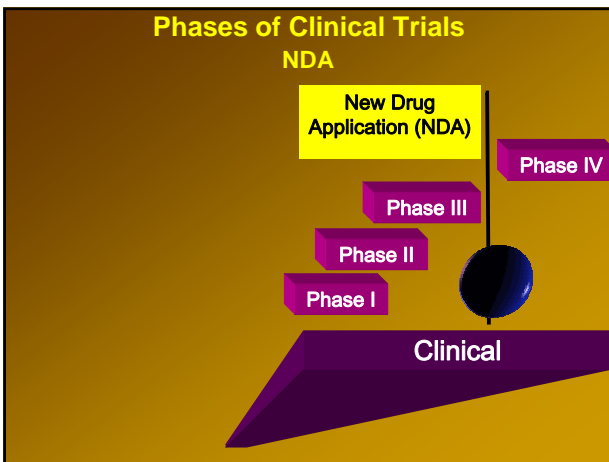 Phases of Clinical Trials
NDA
New Drug
Application (NDA)
Phase IV
Phase III
Phase II
Phase I
Clinical